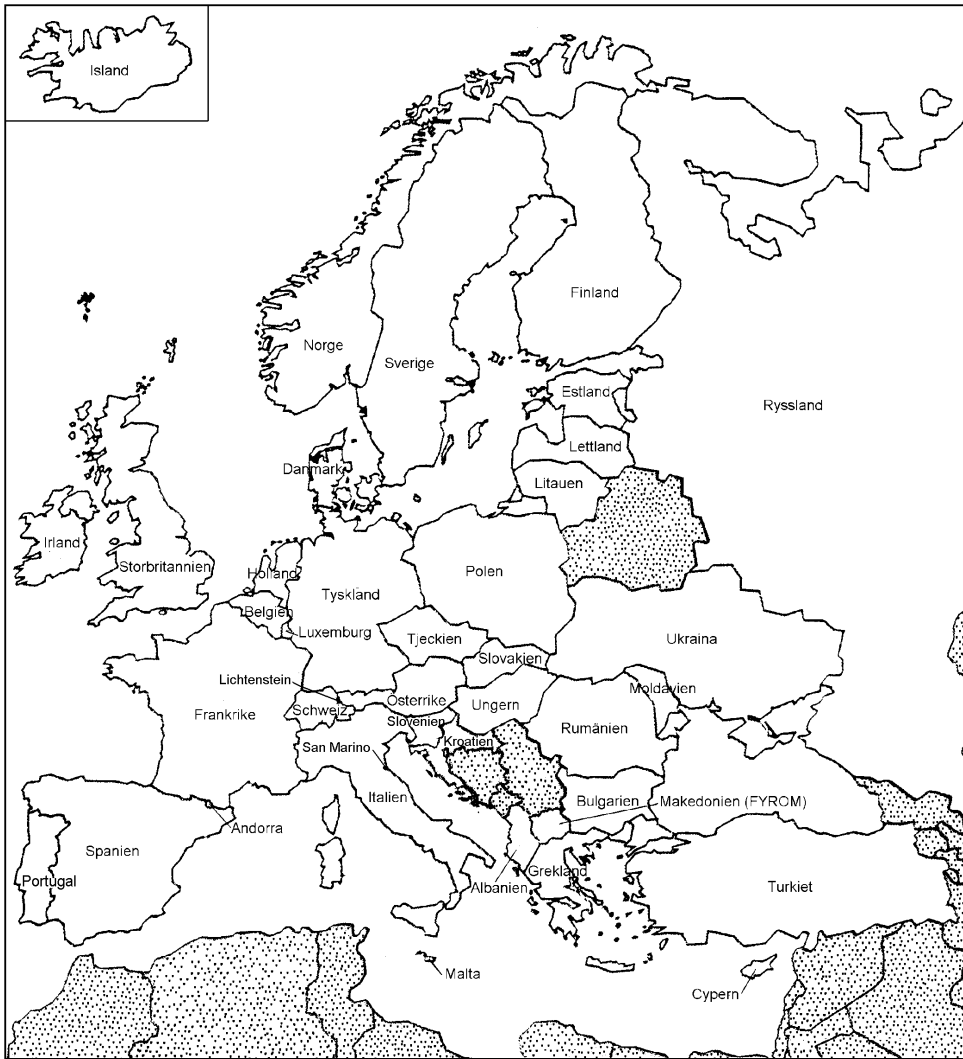 Island
Finland
Norge
Sverige
Estland
Ryssland
Lettland
Danmark
Litauen
Irland
Storbritannien
Holland
Polen
Tyskland
Belgien
Luxemburg
Tjeckien
Ukraina
Slovakien
Lichtenstein
Moldavien
Österrike
Ungern
Schweiz
Frankrike
Slovenien
Rumänien
Kroatien
San Marino
Italien
Bulgarien
Makedonien (FYROM)
Andorra
Spanien
Grekland
Portugal
Albanien
Turkiet
Malta
Cypern